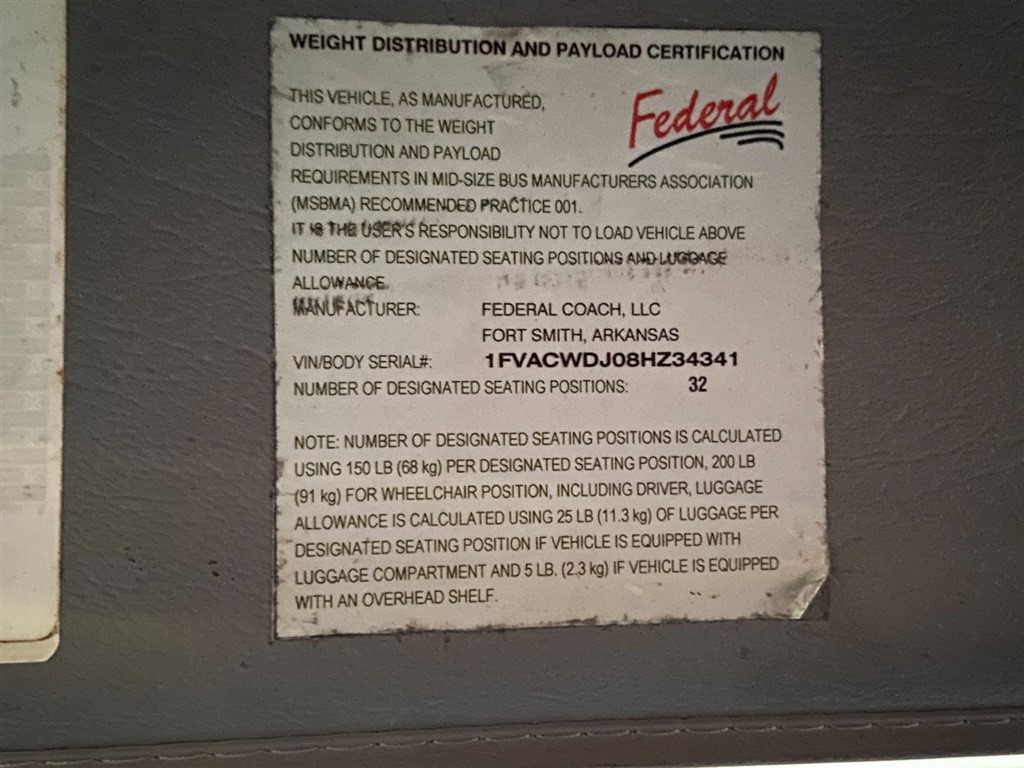 WEIGHT DISTRIBUTION AND PAYLOAD CERTIFICATION
Federal
THIS VEHICLE, AS MANUFACTURED,
CONFORMS TO THE WEIGHT
DISTRIBUTION AND PAYLOAD
REQUIREMENTS IN MID-SIZE BUS MANUFACTURERS ASSOCIATION
(MSBMA) RECOMMENDED PRACTICE 001.
IT IS THE USER'S RESPONSIBILITY NOT TO LOAD VEHICLE ABOVE
NUMBER OF DESIGNATED SEATING POSITIONS AND LUGGAGE
ALLOWANCE.
MANUFACTURER: FEDERAL COACH, LLC
FORT SMITH, ARKANSAS
VIN/BODY SERIAL#: 1FVACWDJ08HZ34341
NUMBER OF DESIGNATED SEATING POSITIONS: 32
NOTE: NUMBER OF DESIGNATED SEATING POSITIONS IS CALCULATED
USING 150 LB (68 kg) PER DESIGNATED SEATING POSITION, 200 LB
(91 kg) FOR WHEELCHAIR POSITION, INCLUDING DRIVER, LUGGAGE
ALLOWANCE IS CALCULATED USING 25 LB (11.3 kg) OF LUGGAGE PER
DESIGNATED SEATING POSITION IF VEHICLE IS EQUIPPED WITH
LUGGAGE COMPARTMENT AND 5 LB. (2.3 kg) IF VEHICLE IS EQUIPPED
WITH AN OVERHEAD SHELF.